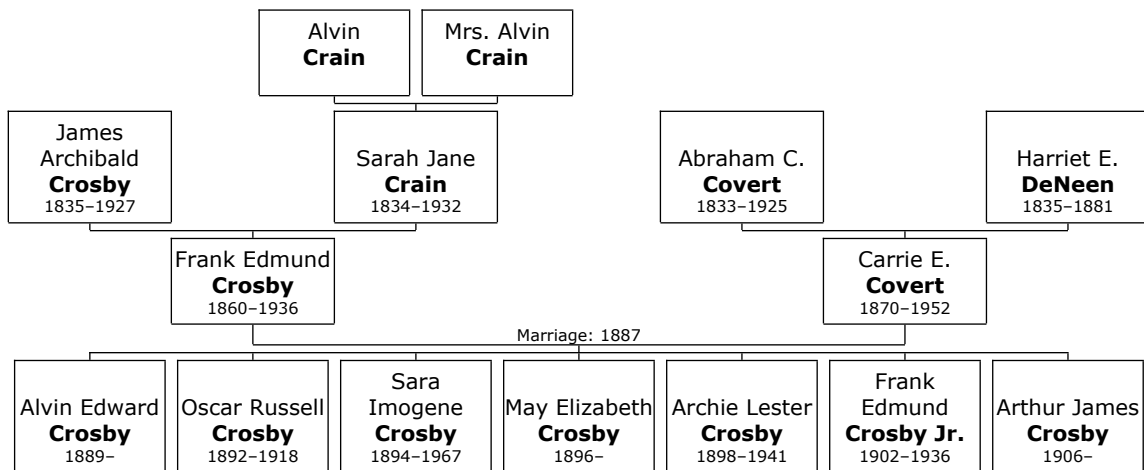 Alvin
Crain
Mrs. Alvin
Crain
James
Archibald
Crosby
1835–1927
Sarah Jane
Crain
1834–1932
Abraham C.
Covert
1833–1925
Harriet E.
DeNeen
1835–1881
Frank Edmund
Crosby
1860–1936
Carrie E.
Covert
1870–1952
Marriage: 1887
Alvin Edward
Crosby
1889–
Oscar Russell
Crosby
1892–1918
Sara
Imogene
Crosby
1894–1967
May Elizabeth
Crosby
1896–
Archie Lester
Crosby
1898–1941
Frank
Edmund
Crosby Jr.
1902–1936
Arthur James
Crosby
1906–